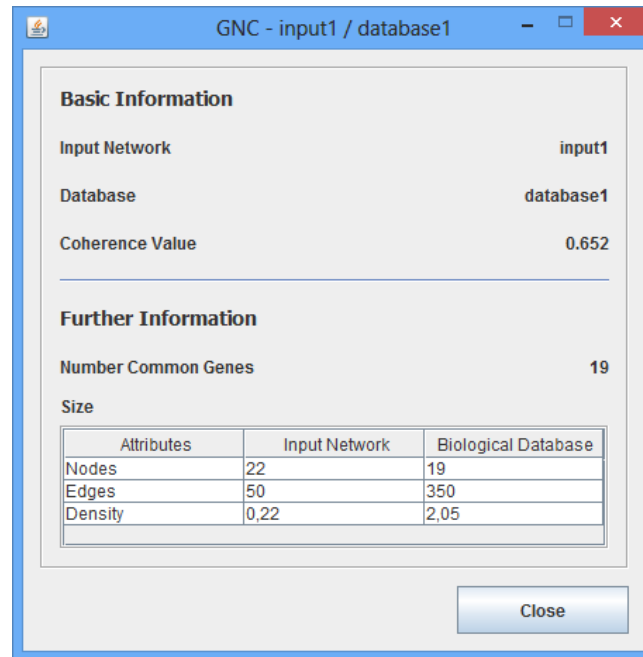 GNC - input1 / database1
Basic Information
Input Network input1
Database database1
Coherence Value 0.652
Further Information
Number Common Genes 19
Size
Attributes Input Network Biological Database
Nodes 22 19
Edges 50 350
Density 0,22 2,05
Close